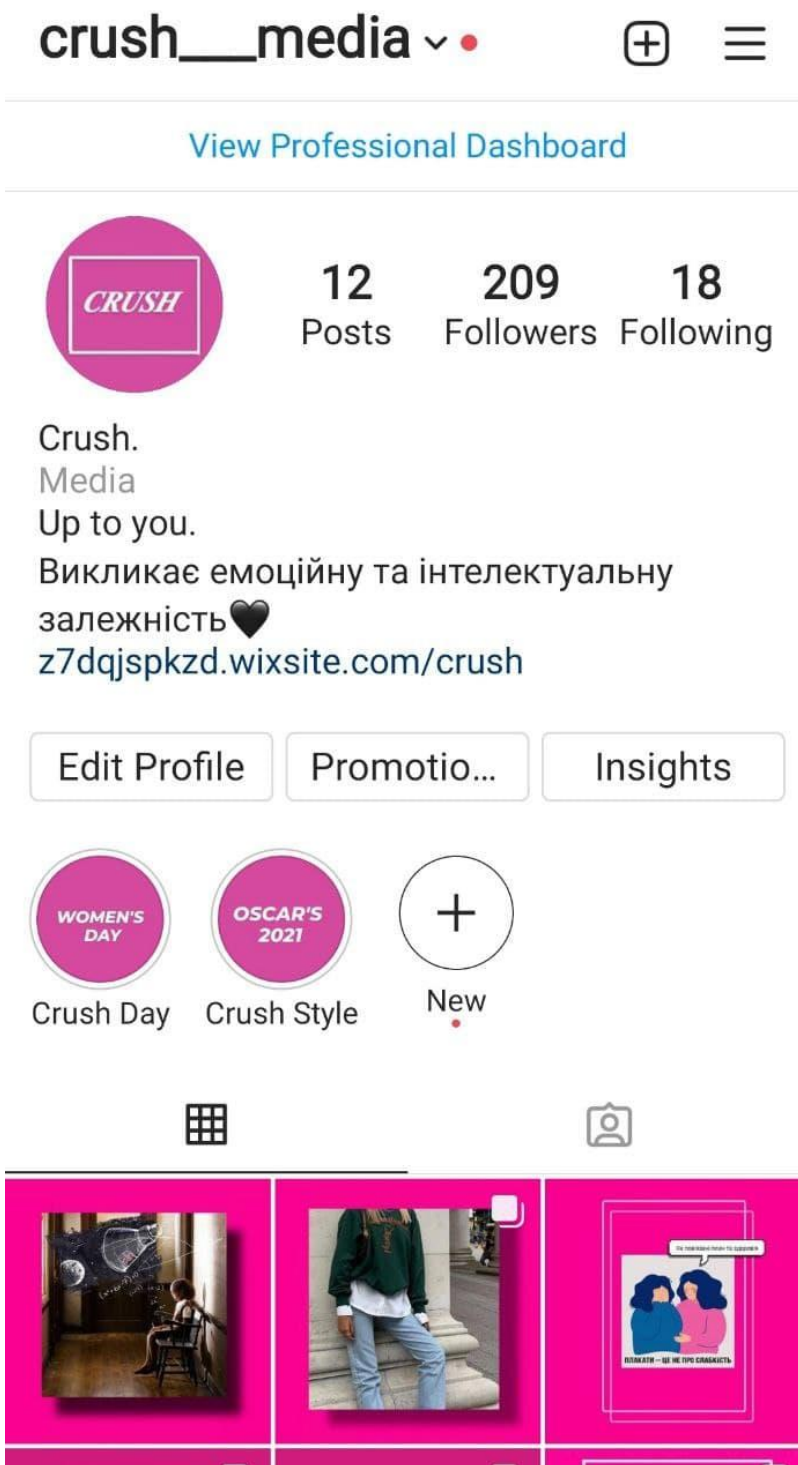 crush___media
View Professional Dashboard
CRUSH
12
Posts
209
Followers
18
Following
Crush.
Media
Up to you.
Викликає емоційну та інтелектуальну
залежність🖤
z7dqjspkzd.wixsite.com/crush
Edit Profile
Promotio...
Insights
WOMEN'S
DAY
OSCAR'S
2021
Crush Day
Crush Style
New
ПЛАКАТИ — ЦЕ НЕ ПРО СЛАБКІСТЬ